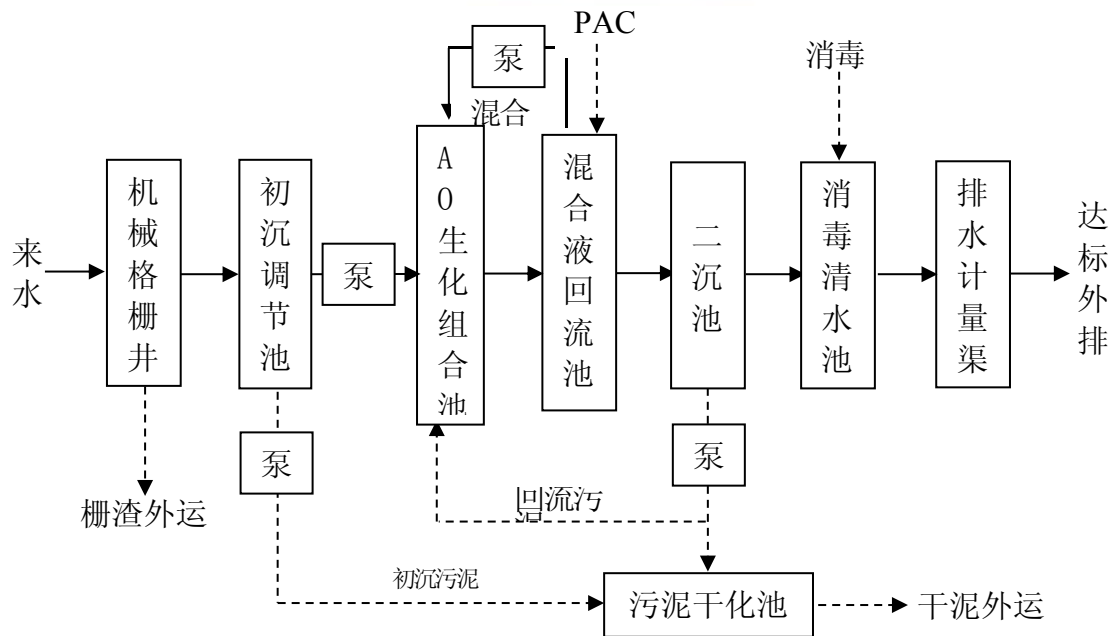 PAC
泵
消毒
混合
来水
机械格栅井
初沉调节池
泵
AO生化组合池
混合液回流池
二沉池
消毒清水池
排水计量渠
达标外排
泵
泵
栅渣外运
回流污
初沉污泥
污泥干化池
干泥外运